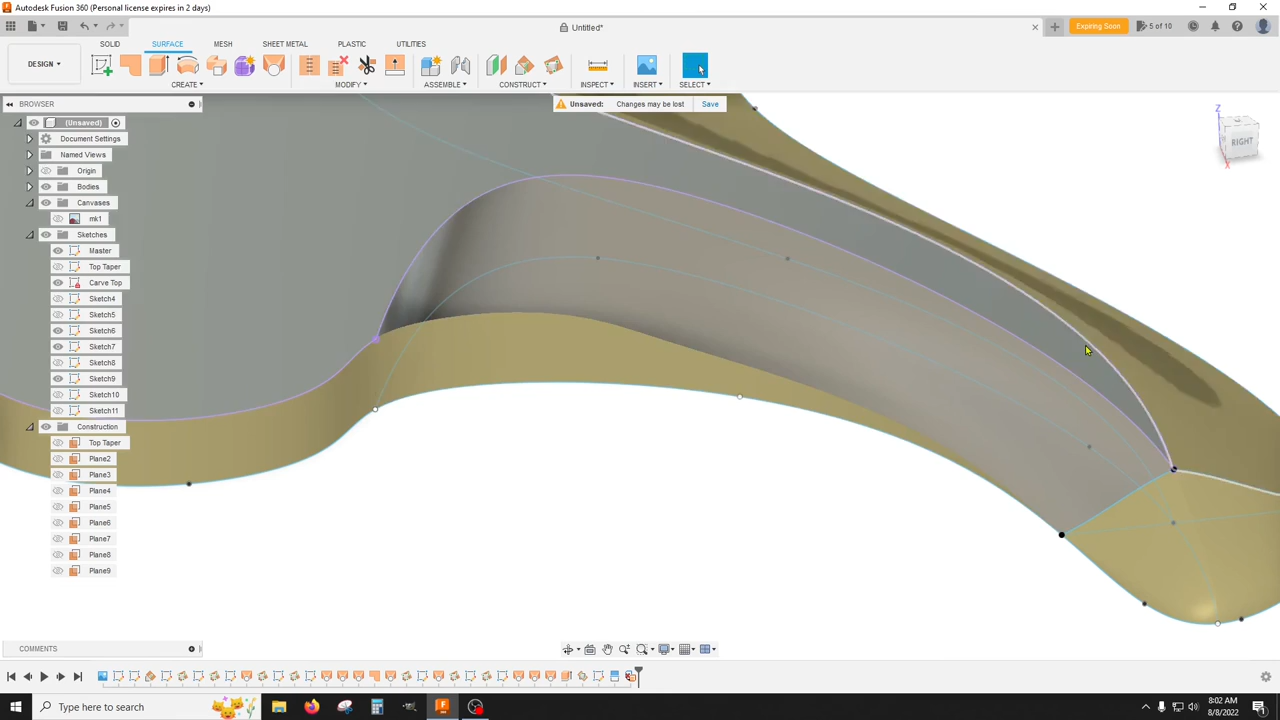 Autodesk Fusion 360 (Personal license expires in 2 days)
Untitled*
Expiring Soon
5 of 10
SOLID
SURFACE
MESH
SHEET METAL
PLASTIC
UTILITIES
DESIGN
CREATE
MODIFY
ASSEMBLE
CONSTRUCT
INSPECT
INSERT
SELECT
BROWSER
Unsaved: Changes may be lost Save
(Unsaved)
Document Settings
Named Views
Origin
Bodies
Canvases
mk1
Sketches
Master
Top Taper
Carve Top
Sketch4
Sketch5
Sketch6
Sketch7
Sketch8
Sketch9
Sketch10
Sketch11
Construction
Top Taper
Plane2
Plane3
Plane4
Plane5
Plane6
Plane7
Plane8
Plane9
Z
RIGHT
X
COMMENTS
Type here to search
8:02 AM
8/8/2022
1